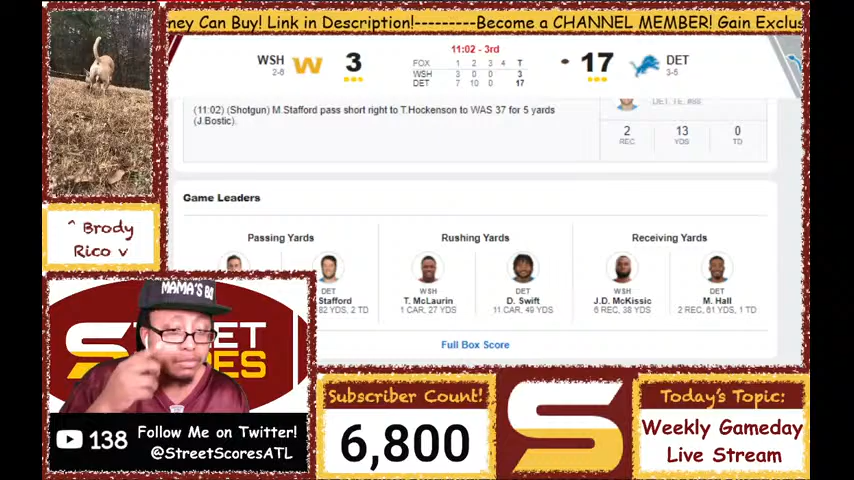 ney Can Buy! Link in Description!---------Become a CHANNEL MEMBER! Gain Exclus
11:02 - 3rd
WSH
2-6
3
FOX 1 2 3 4 T
WSH 3 0 0 3
DET 7 10 0 17
17
DET
3-5
(11:02) (Shotgun) M.Stafford pass short right to T.Hockenson to WAS 37 for 5 yards
(J.Bostic).
DET, TE, #88
2 13 0
REC YDS TD
Game Leaders
Passing Yards Rushing Yards Receiving Yards
DET WSH DET WSH DET
Stafford T. McLaurin D. Swift J.D. McKissic M. Hall
82 YDS, 2 TD 1 CAR, 27 YDS 11 CAR, 49 YDS 6 REC, 38 YDS 2 REC, 61 YDS, 1 TD
Full Box Score
^ Brody
Rico v
MAMA'S BO
138
Follow Me on Twitter!
@StreetScoresATL
Subscriber Count!
6,800
Today's Topic:
Weekly Gameday
Live Stream